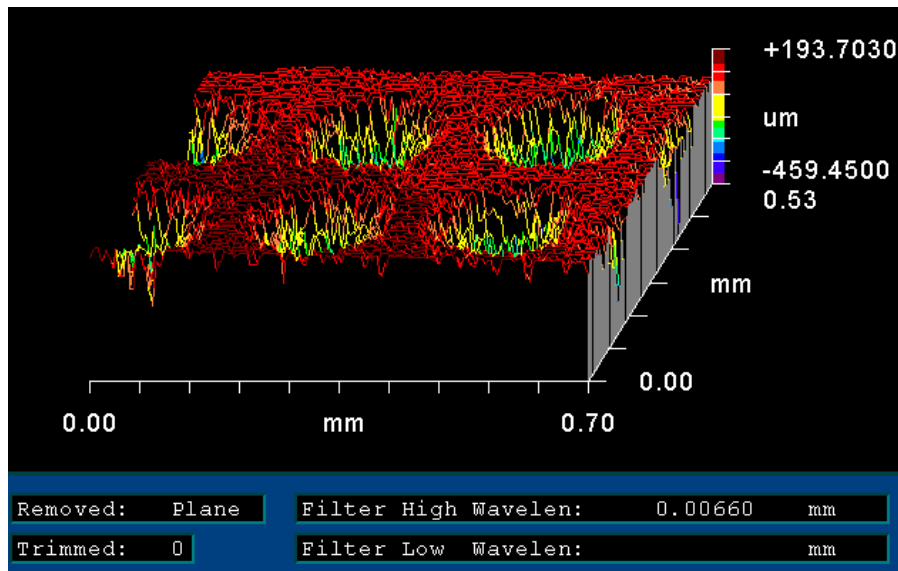 +193.7030
um
-459.4500
0.53
mm
0.00
0.00 mm 0.70
Removed: Plane
Filter High Wavelen: 0.00660 mm
Trimmed: 0
Filter Low Wavelen: mm